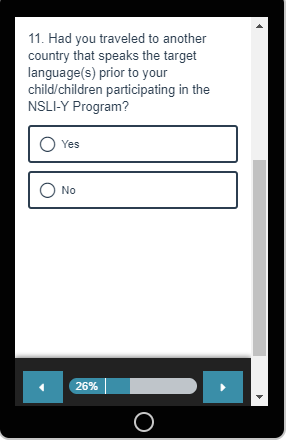 11. Had you traveled to another
country that speaks the target
language(s) prior to your
child/children participating in the
NSLI-Y Program?
Yes
No
26%